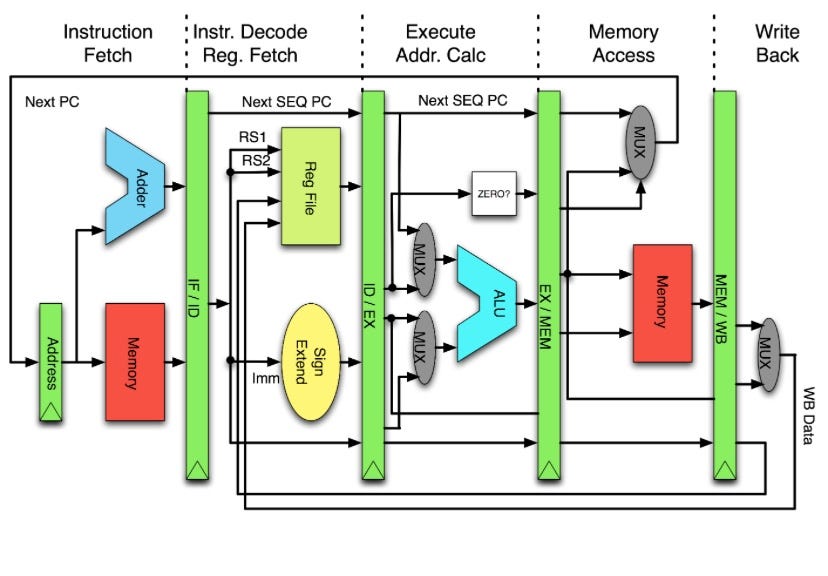 Instruction
Fetch
Instr. Decode
Reg. Fetch
Execute
Addr. Calc
Memory
Access
Write
Back
Next PC
Next SEQ PC
Next SEQ PC
RS1
RS2
Adder
Reg File
ZERO?
MUX
MUX
MUX
MUX
ALU
IF / ID
ID / EX
EX / MEM
MEM / WB
Address
Memory
Sign
Extend
Imm
Memory
WB Data